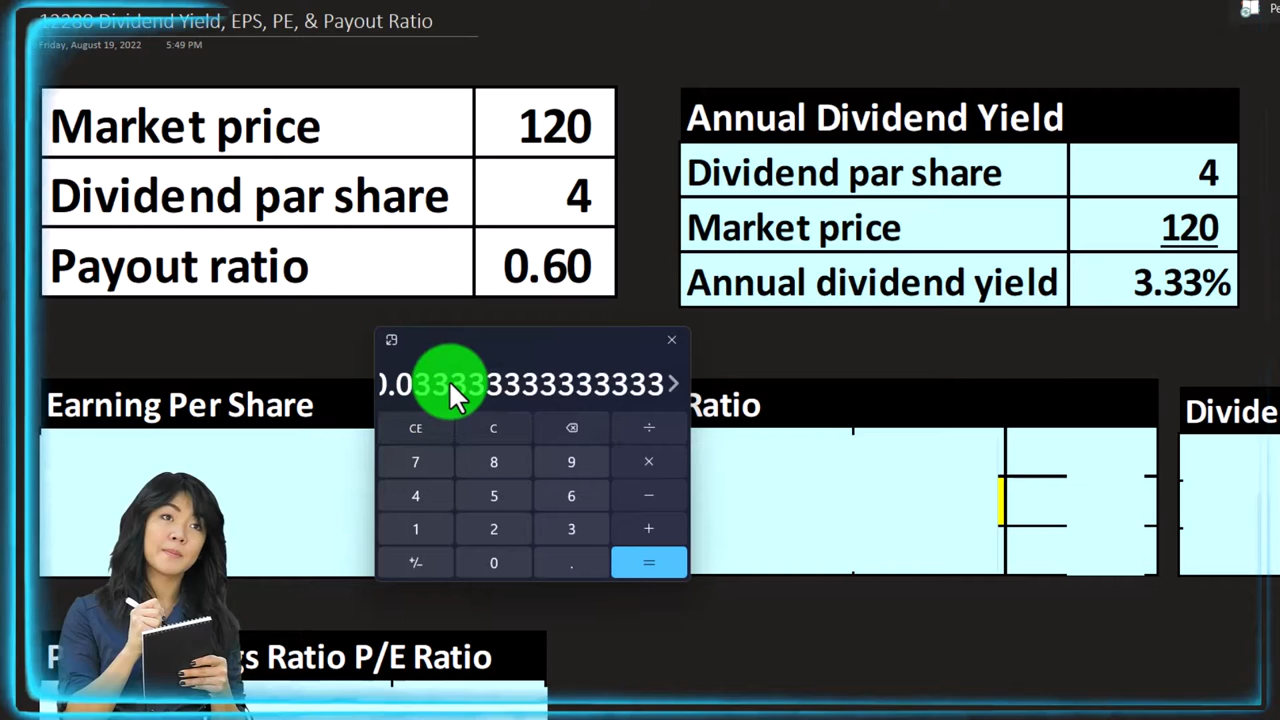 12280 Dividend Yield, EPS, PE, & Payout Ratio
Friday, August 19, 2022 5:49 PM
Market price 120
Dividend par share 4
Payout ratio 0.60
Annual Dividend Yield
Dividend par share 4
Market price 120
Annual dividend yield 3.33%
0.0333333333333333
CE C ÷
7 8 9 ×
4 5 6 −
1 2 3 +
+/− 0 . =
Earning Per Share
Ratio
Ratio P/E Ratio